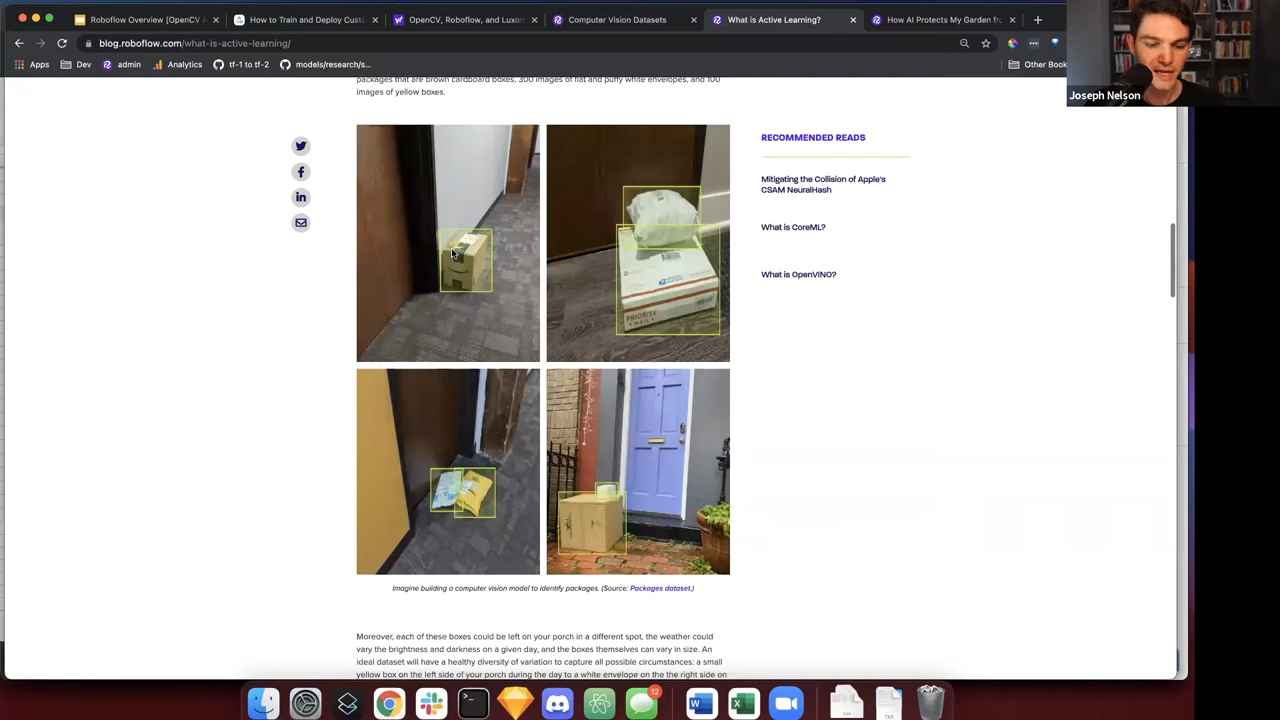 Roboflow Overview [OpenCV A
How to Train and Deploy Custo
OpenCV, Roboflow, and Luxon
Computer Vision Datasets
What is Active Learning?
How AI Protects My Garden fr
blog.roboflow.com/what-is-active-learning/
Apps
Dev
admin
Analytics
tf-1 to tf-2
models/research/s...
Other Book
Joseph Nelson
packages that are brown cardboard boxes, 300 images of flat and puffy white envelopes, and 100
images of yellow boxes.
RECOMMENDED READS
Mitigating the Collision of Apple's
CSAM NeuralHash
What is CoreML?
What is OpenVINO?
PRIORITY
MAIL
Imagine building a computer vision model to identify packages. (Source: Packages dataset.)
Moreover, each of these boxes could be left on your porch in a different spot, the weather could
vary the brightness and darkness on a given day, and the boxes themselves can vary in size. An
ideal dataset will have a healthy diversity of variation to capture all possible circumstances: a small
yellow box on the left side of your porch during the day to a white envelope on the the right side on
12
TXT